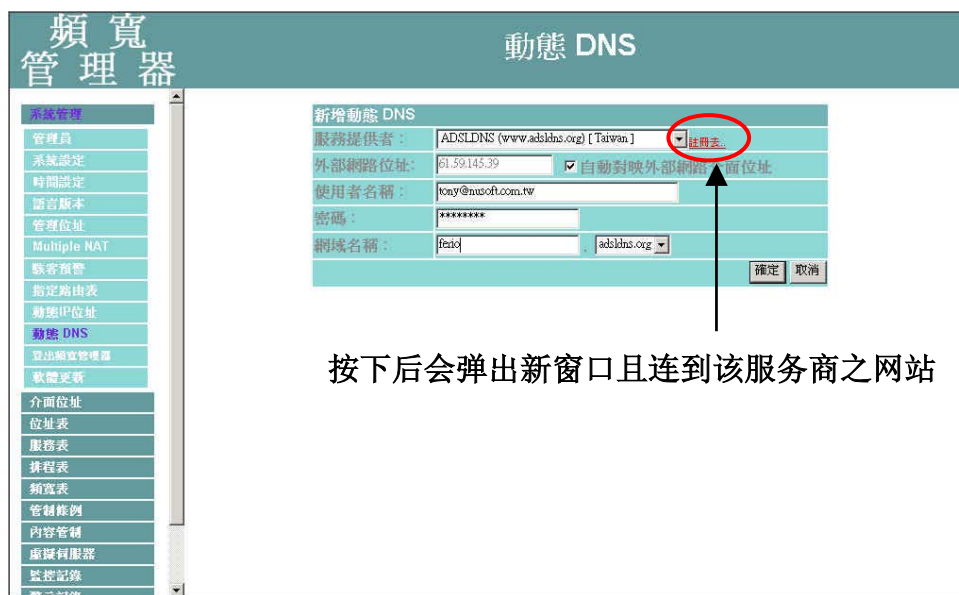 頻 寬
管 理 器
動態 DNS
系統管理
管理員
系統設定
時間設定
語言版本
管理位址
Multiple NAT
駭客預警
指定路由表
動態IP位址
動態 DNS
登出頻寬管理器
軟體更新
介面位址
位址表
服務表
排程表
頻寬表
管制條例
內容管制
虛擬伺服器
監控記錄
新增動態 DNS
服務提供者：
ADSLDNS (www.adsldns.org) [ Taiwan ]
註冊去..
外部網路位址:
61.59.145.39
自動對映外部網路介面位址
使用者名稱：
tony@nusoft.com.tw
密碼：
********
網域名稱：
ferio
. adsldns.org
確定 取消
按下后会弹出新窗口且连到该服务商之网站